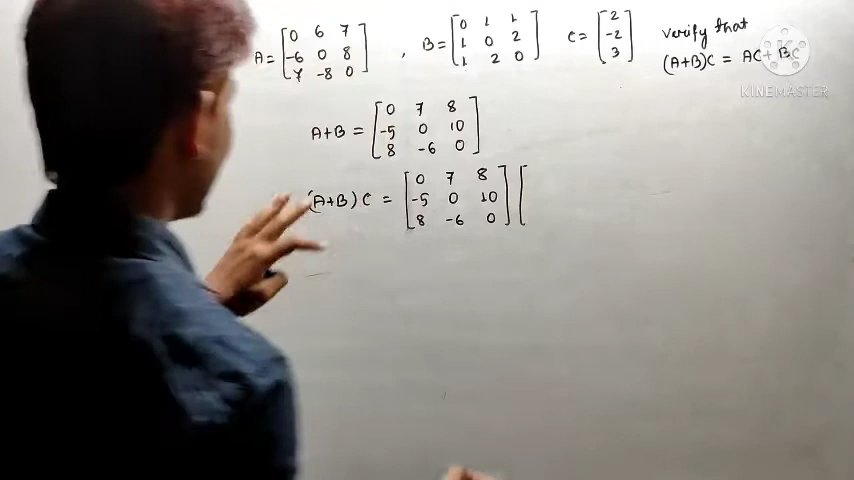 A = [ 0 6 7 , B = [ 0 1 1 C = [ 2 verify that
-6 0 8 1 0 2 -2 (A+B)C = AC + BC
7 -8 0 ] 1 2 0 ] 3 ]
KINEMASTER
A+B = [ 0 7 8
-5 0 10
8 -6 0 ]
(A+B) C = [ 0 7 8
-5 0 10
8 -6 0 ] [